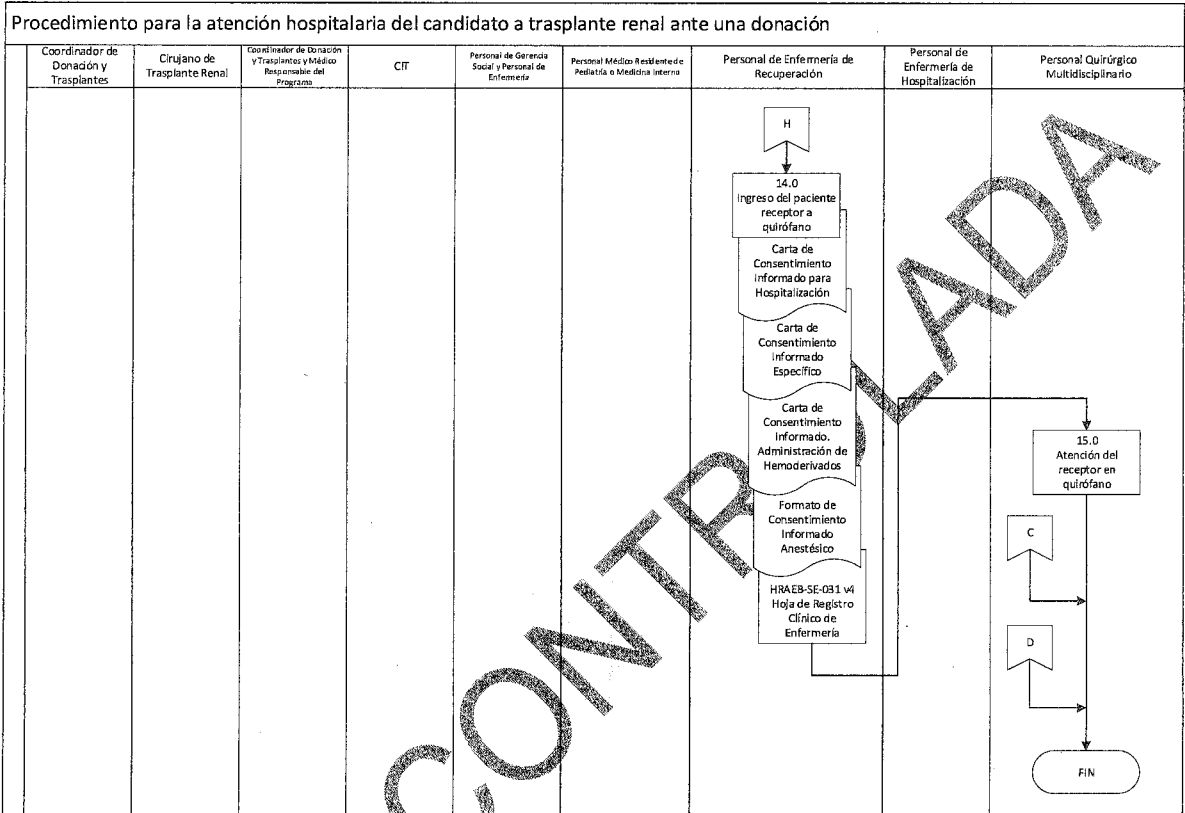 Procedimiento para la atención hospitalaria del candidato a trasplante renal ante una donación
Coordinador de
Donación y
Trasplantes
Cirujano de
Trasplante Renal
Coordinador de Donación
y Trasplantes y Médico
Responsable del
Programa
CIT
Personal de Gerencia
Social y Personal de
Enfermería
Personal Médico Residente de
Pediatría o Medicina Interna
Personal de Enfermería de
Recuperación
Personal de
Enfermería de
Hospitalización
Personal Quirúrgico
Multidisciplinario
H
14.0
Ingreso del paciente
receptor a
quirófano
Carta de
Consentimiento
Informado para
Hospitalización
Carta de
Consentimiento
Informado
Específico
Carta de
Consentimiento
Informado.
Administración de
Hemoderivados
Formato de
Consentimiento
Informado
Anestésico
HRAEB-SE-031 v4
Hoja de Registro
Clínico de
Enfermería
15.0
Atención del
receptor en
quirófano
C
D
FIN
CONTROLADA